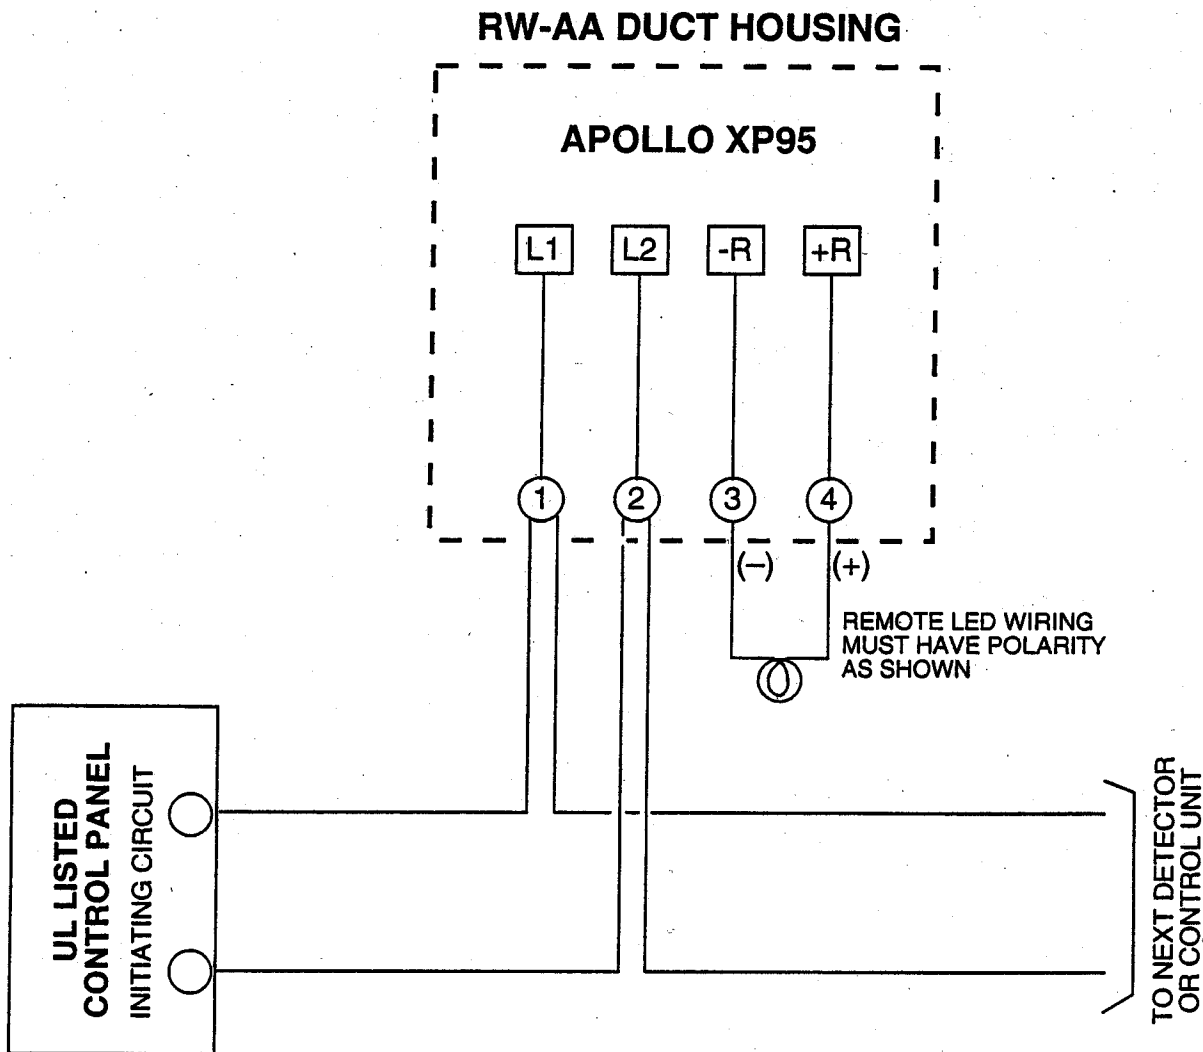 RW-AA DUCT HOUSING
APOLLO XP95
L1 L2 -R +R
1 2 3 4
(−) (+)
REMOTE LED WIRING
MUST HAVE POLARITY
AS SHOWN
UL LISTED
CONTROL PANEL
INITIATING CIRCUIT
TO NEXT DETECTOR
OR CONTROL UNIT